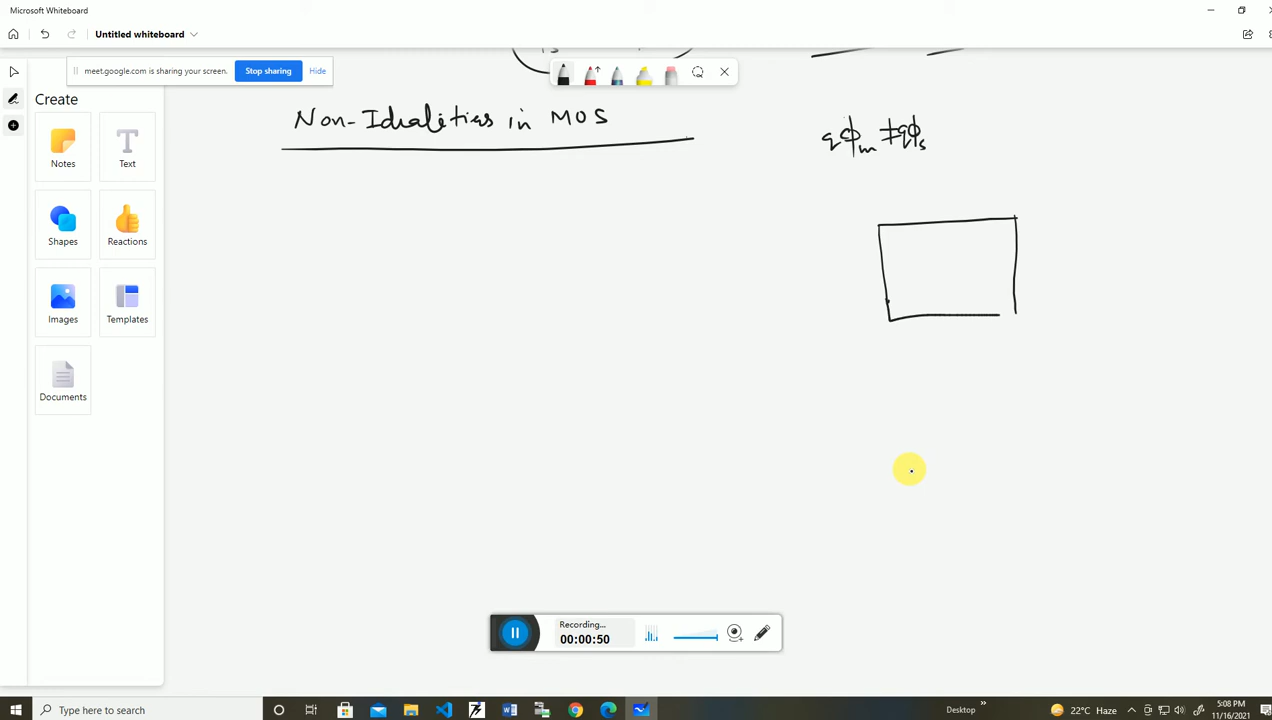 Microsoft Whiteboard
Untitled whiteboard
meet.google.com is sharing your screen.
Stop sharing
Hide
Create
Notes
Text
Shapes
Reactions
Images
Templates
Documents
Non-Idealities in MOS
qϕm ≠ qϕs
Recording...
00:00:50
Type here to search
Desktop
22°C Haze
5:08 PM
11/16/2021